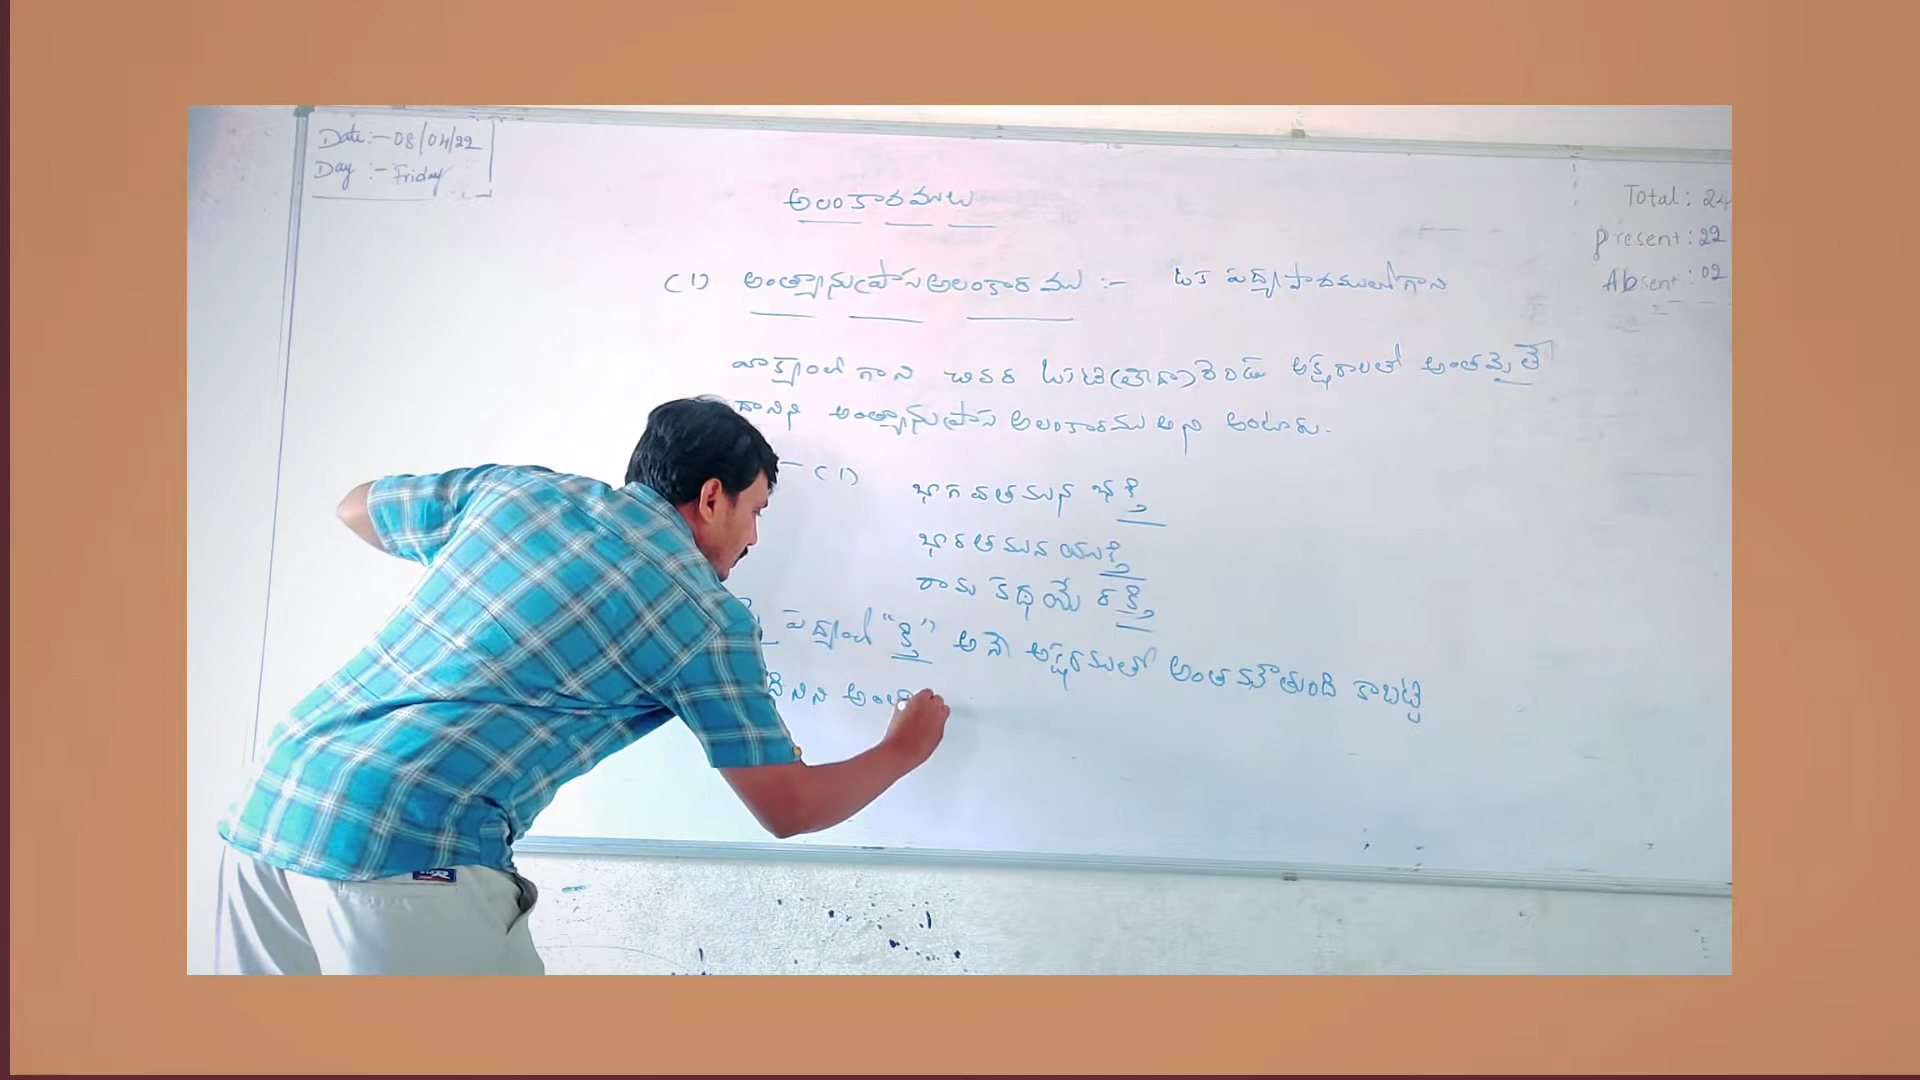 Date:- 08/04/22
Day :- Friday
Total: 24
Present: 22
Absent: 02
అలంకారములు
(1) అంత్యానుప్రాస అలంకారము :- ఒక పద్య పాదములోగాని
వాక్యంలో గాని చివర ఒకటి (లేదా) రెండు అక్షరాలతో అంతమైతే
దానిని అంత్యానుప్రాస అలంకారము అని అంటారు.
- (1) భాగవతమున భక్తి
భారతమున యుక్తి
రామ కథయే రక్తి
పద్యంలో "క్తి" అనే అక్షరముతో అంతమౌతుంది కాబట్టి
దీనిని